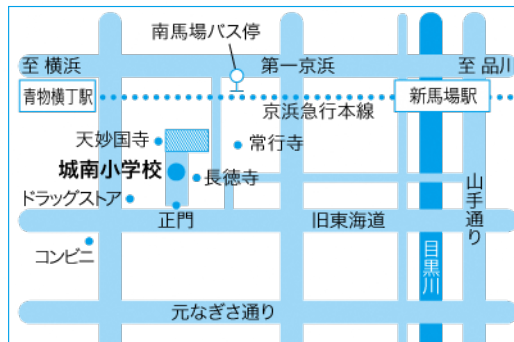 南馬場バス停
至 横浜
第一京浜
至 品川
青物横丁駅
京浜急行本線
新馬場駅
天妙国寺
常行寺
城南小学校
長徳寺
ドラッグストア
正門
旧東海道
山手通り
コンビニ
目黒川
元なぎさ通り